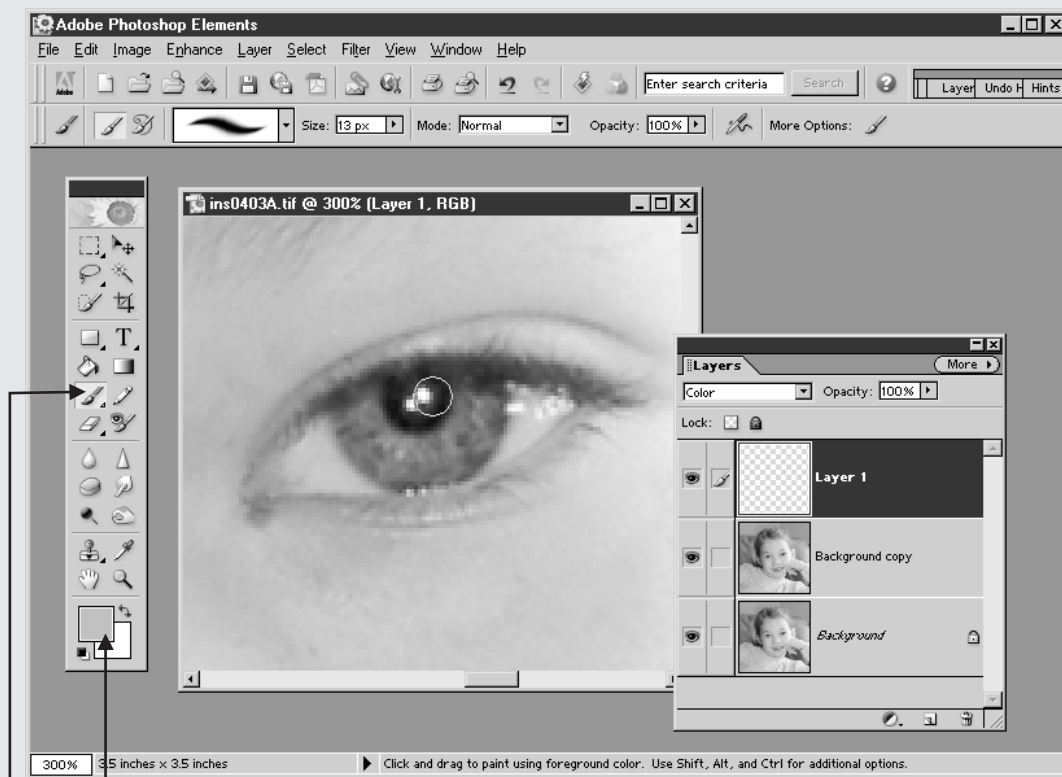 Adobe Photoshop Elements
File Edit Image Enhance Layer Select Filter View Window Help
Adobe
Enter search criteria Search
Layer Undo H Hints
Size: 13 px Mode: Normal Opacity: 100% More Options:
ins0403A.tif @ 300% (Layer 1, RGB)
T
Layers More
Color Opacity: 100%
Lock:
Layer 1
Background copy
Background
300% 3.5 inches × 3.5 inches Click and drag to paint using foreground color. Use Shift, Alt, and Ctrl for additional options.